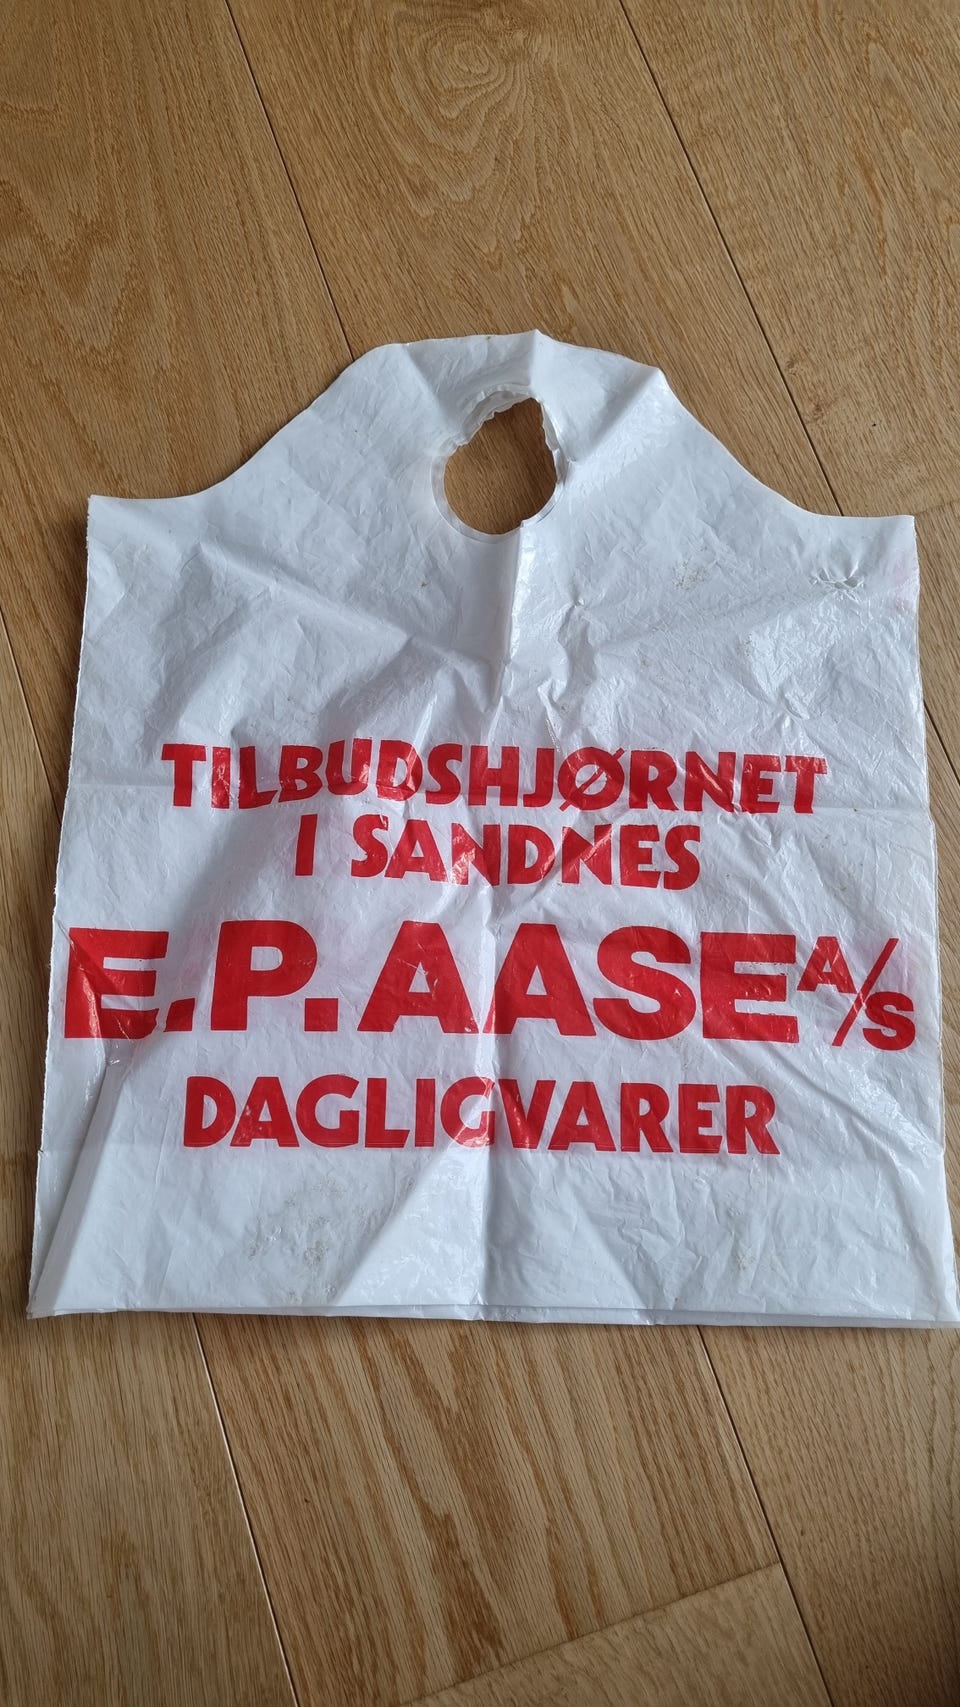 TILBUDSHJØRNET
I SANDNES
E.P. AASE A/S
DAGLIGVARER